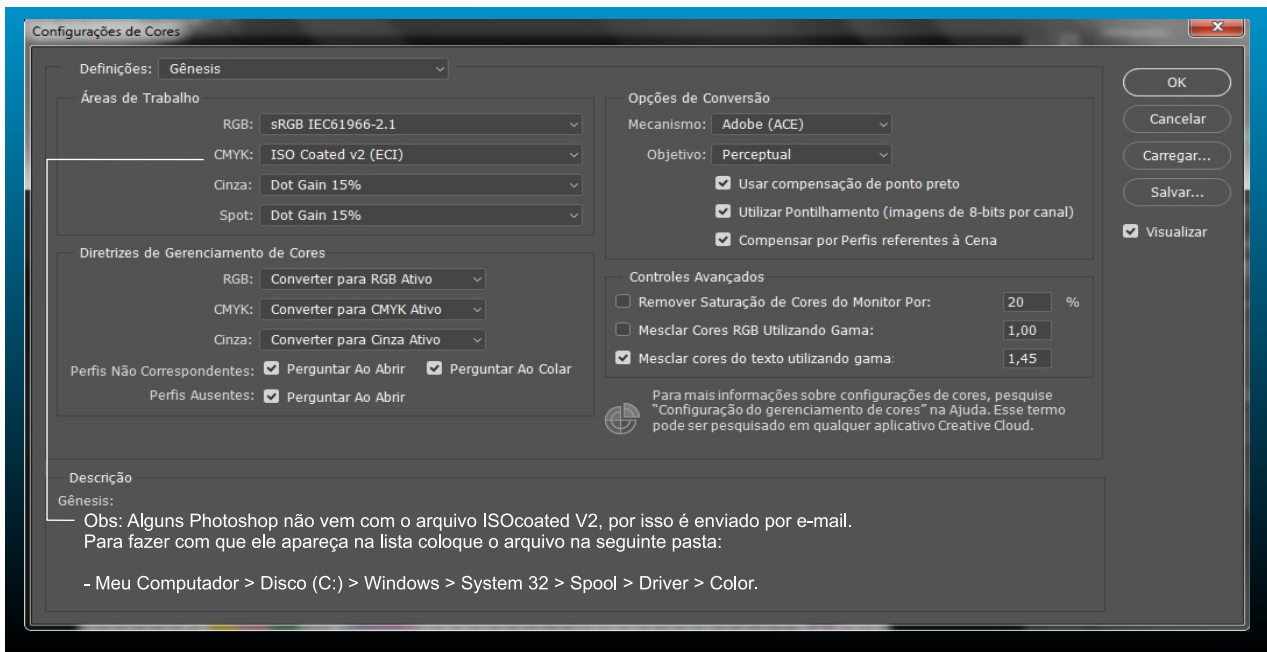 Configurações de Cores
Definições: Gênesis
Áreas de Trabalho
RGB: sRGB IEC61966-2.1
CMYK: ISO Coated v2 (ECI)
Cinza: Dot Gain 15%
Spot: Dot Gain 15%
Diretrizes de Gerenciamento de Cores
RGB: Converter para RGB Ativo
CMYK: Converter para CMYK Ativo
Cinza: Converter para Cinza Ativo
Perfis Não Correspondentes: Perguntar Ao Abrir Perguntar Ao Colar
Perfis Ausentes: Perguntar Ao Abrir
Opções de Conversão
Mecanismo: Adobe (ACE)
Objetivo: Perceptual
Usar compensação de ponto preto
Utilizar Pontilhamento (imagens de 8-bits por canal)
Compensar por Perfis referentes à Cena
Controles Avançados
Remover Saturação de Cores do Monitor Por: 20 %
Mesclar Cores RGB Utilizando Gama: 1,00
Mesclar cores do texto utilizando gama: 1,45
Para mais informações sobre configurações de cores, pesquise
"Configuração do gerenciamento de cores" na Ajuda. Esse termo
pode ser pesquisado em qualquer aplicativo Creative Cloud.
OK
Cancelar
Carregar...
Salvar...
Visualizar
Descrição
Gênesis:
Obs: Alguns Photoshop não vem com o arquivo ISOcoated V2, por isso é enviado por e-mail.
Para fazer com que ele apareça na lista coloque o arquivo na seguinte pasta:
- Meu Computador > Disco (C:) > Windows > System 32 > Spool > Driver > Color.